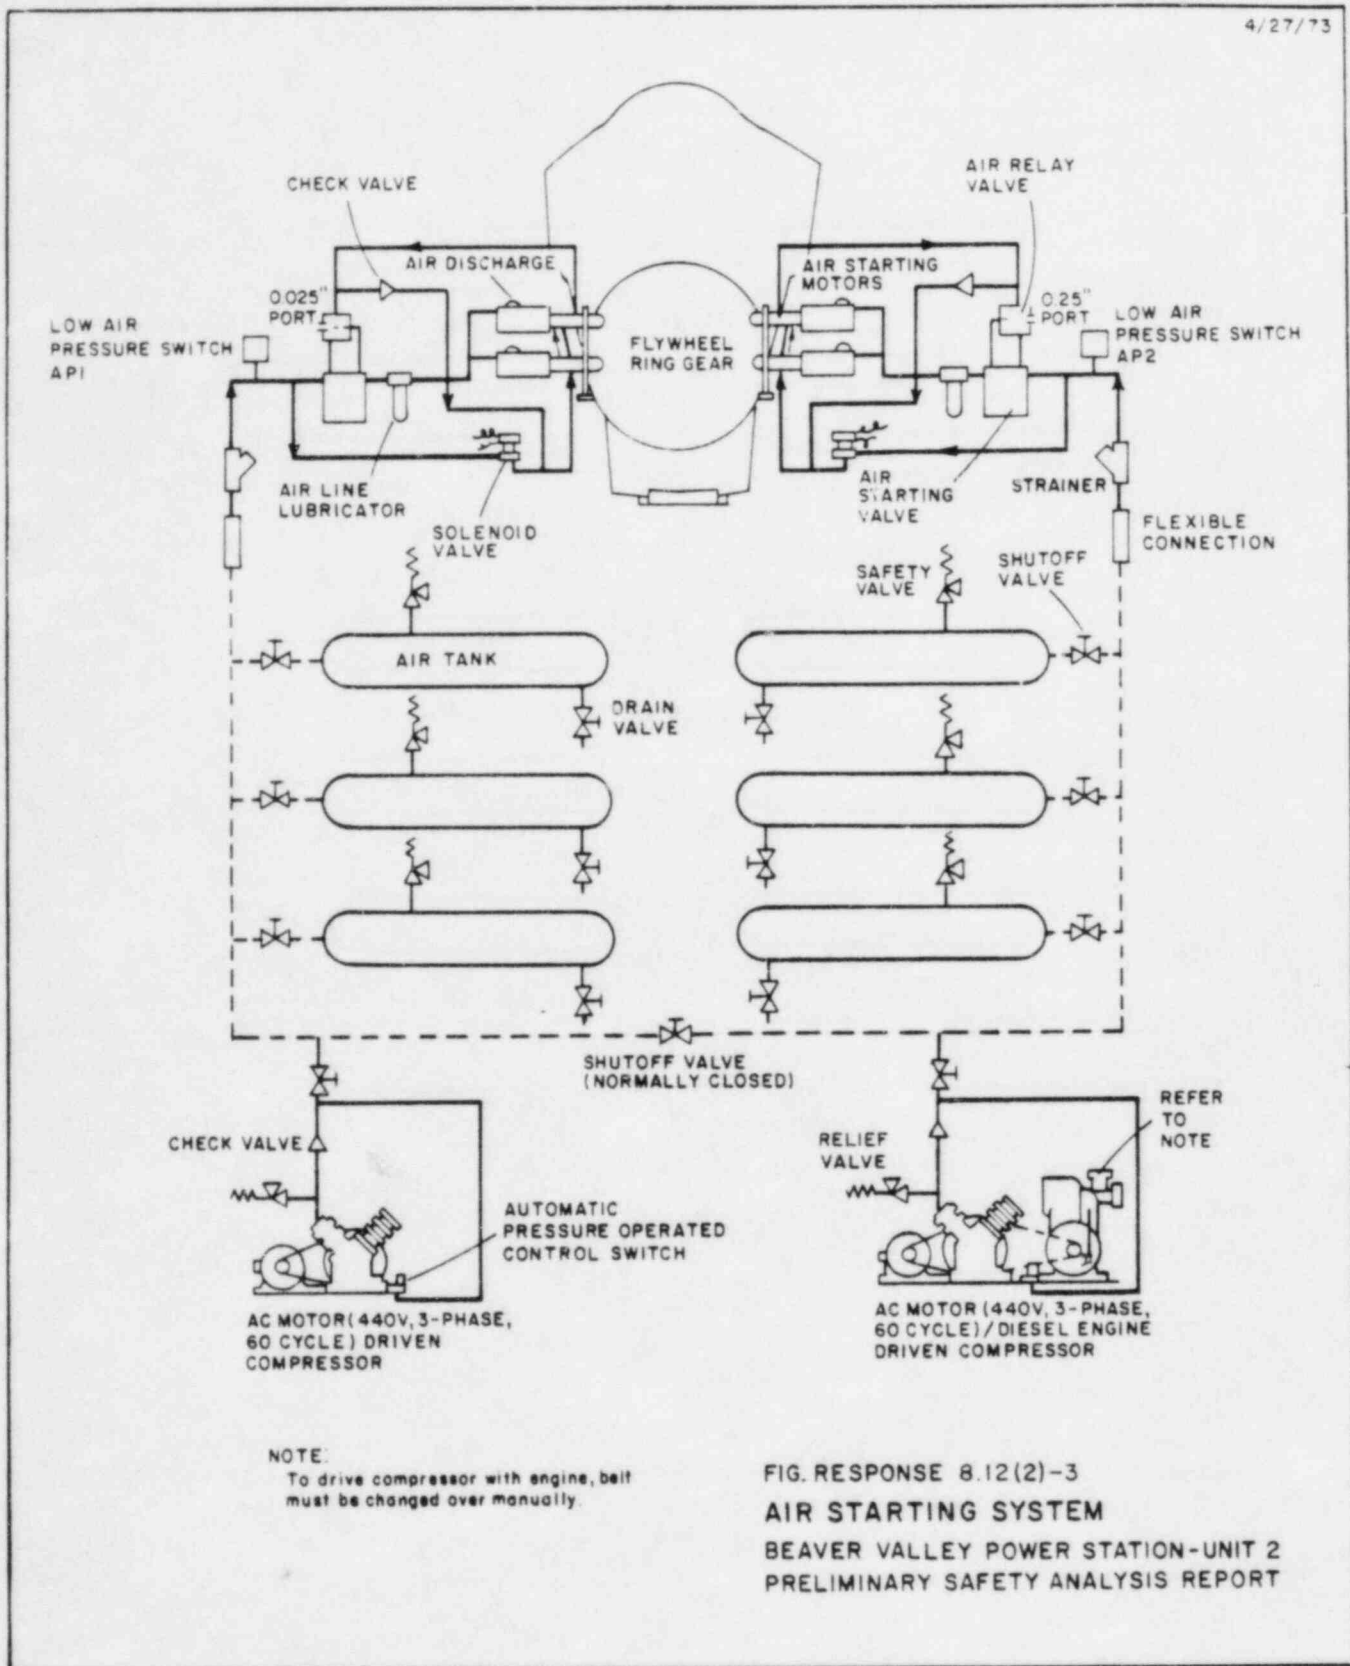 4/27/73
CHECK VALVE
AIR RELAY
VALVE
AIR DISCHARGE
AIR STARTING
MOTORS
0.025"
PORT
0.25"
PORT
LOW AIR
PRESSURE SWITCH
AP1
FLYWHEEL
RING GEAR
LOW AIR
PRESSURE SWITCH
AP2
AIR LINE
LUBRICATOR
SOLENOID
VALVE
AIR
STARTING
VALVE
STRAINER
FLEXIBLE
CONNECTION
SAFETY
VALVE
SHUTOFF
VALVE
AIR TANK
DRAIN
VALVE
SHUTOFF VALVE
(NORMALLY CLOSED)
CHECK VALVE
RELIEF
VALVE
REFER
TO
NOTE
AUTOMATIC
PRESSURE OPERATED
CONTROL SWITCH
AC MOTOR (440V, 3-PHASE,
60 CYCLE) DRIVEN
COMPRESSOR
AC MOTOR (440V, 3-PHASE,
60 CYCLE)/DIESEL ENGINE
DRIVEN COMPRESSOR
NOTE:
To drive compressor with engine, belt
must be changed over manually.
FIG. RESPONSE 8.12(2)-3
AIR STARTING SYSTEM
BEAVER VALLEY POWER STATION-UNIT 2
PRELIMINARY SAFETY ANALYSIS REPORT